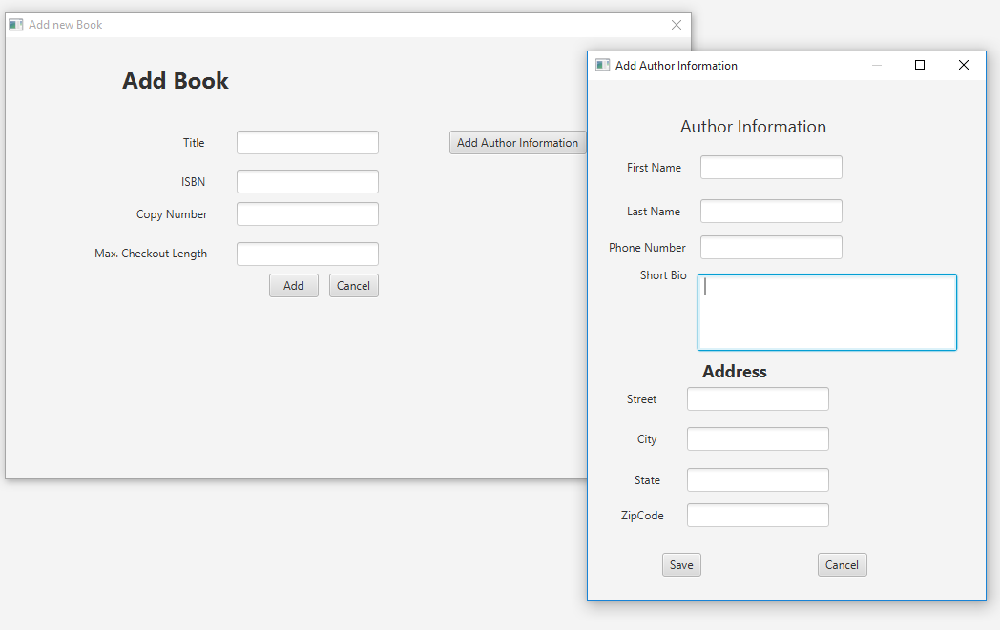 Add new Book
Add Book
Title
Add Author Information
ISBN
Copy Number
Max. Checkout Length
Add Cancel
Add Author Information
Author Information
First Name
Last Name
Phone Number
Short Bio
Address
Street
City
State
ZipCode
Save Cancel